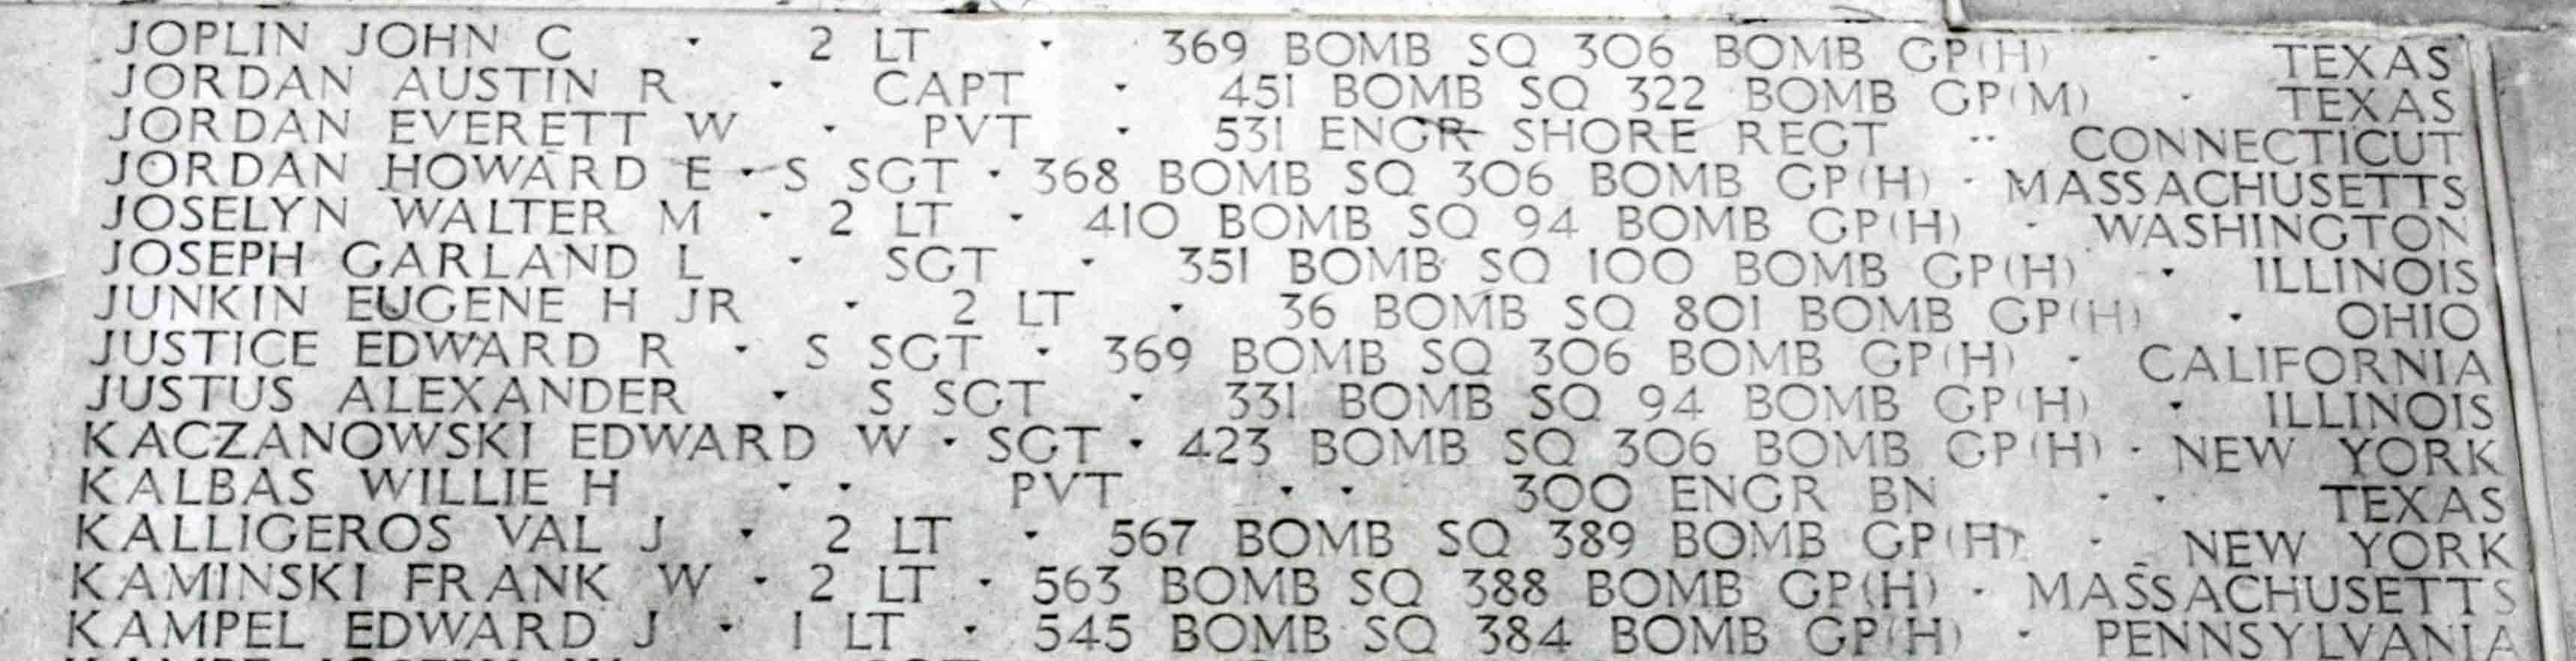 JOPLIN JOHN C · 2 LT · 369 BOMB SQ 306 BOMB GP(H) · TEXAS
JORDAN AUSTIN R · CAPT · 451 BOMB SQ 322 BOMB GP(M) · TEXAS
JORDAN EVERETT W · PVT · 531 ENGR SHORE REGT ·· CONNECTICUT
JORDAN HOWARD E · S SGT · 368 BOMB SQ 306 BOMB GP(H) · MASSACHUSETTS
JOSELYN WALTER M · 2 LT · 410 BOMB SQ 94 BOMB GP(H) · WASHINGTON
JOSEPH GARLAND L · SGT · 351 BOMB SQ 100 BOMB GP(H) · ILLINOIS
JUNKIN EUGENE H JR · 2 LT · 36 BOMB SQ 801 BOMB GP(H) · OHIO
JUSTICE EDWARD R · S SGT · 369 BOMB SQ 306 BOMB GP(H) · CALIFORNIA
JUSTUS ALEXANDER · S SGT · 331 BOMB SQ 94 BOMB GP(H) · ILLINOIS
KACZANOWSKI EDWARD W · SGT · 423 BOMB SQ 306 BOMB GP(H) · NEW YORK
KALBAS WILLIE H · · PVT · · 300 ENGR BN · · TEXAS
KALLIGEROS VAL J · 2 LT · 567 BOMB SQ 389 BOMB GP(H) · NEW YORK
KAMINSKI FRANK W · 2 LT · 563 BOMB SQ 388 BOMB GP(H) · MASSACHUSETTS
KAMPEL EDWARD J · 1 LT · 545 BOMB SQ 384 BOMB GP(H) · PENNSYLVANIA